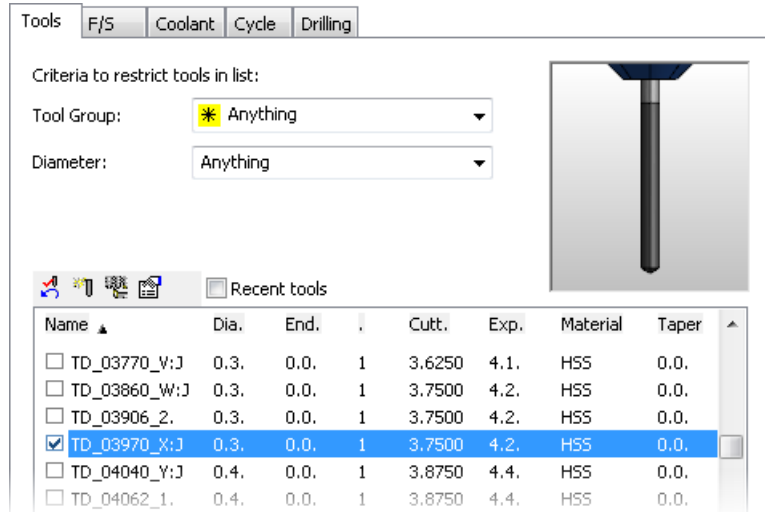 Tools F/S Coolant Cycle Drilling
Criteria to restrict tools in list:
Tool Group: Anything
Diameter: Anything
Recent tools
Name Dia. End. . Cutt. Exp. Material Taper
TD_03770_V:J 0.3. 0.0. 1 3.6250 4.1. HSS 0.0.
TD_03860_W:J 0.3. 0.0. 1 3.7500 4.2. HSS 0.0.
TD_03906_2. 0.3. 0.0. 1 3.7500 4.2. HSS 0.0.
TD_03970_X:J 0.3. 0.0. 1 3.7500 4.2. HSS 0.0.
TD_04040_Y:J 0.4. 0.0. 1 3.8750 4.4. HSS 0.0.
TD_04062_1. 0.4. 0.0. 1 3.8750 4.4. HSS 0.0.